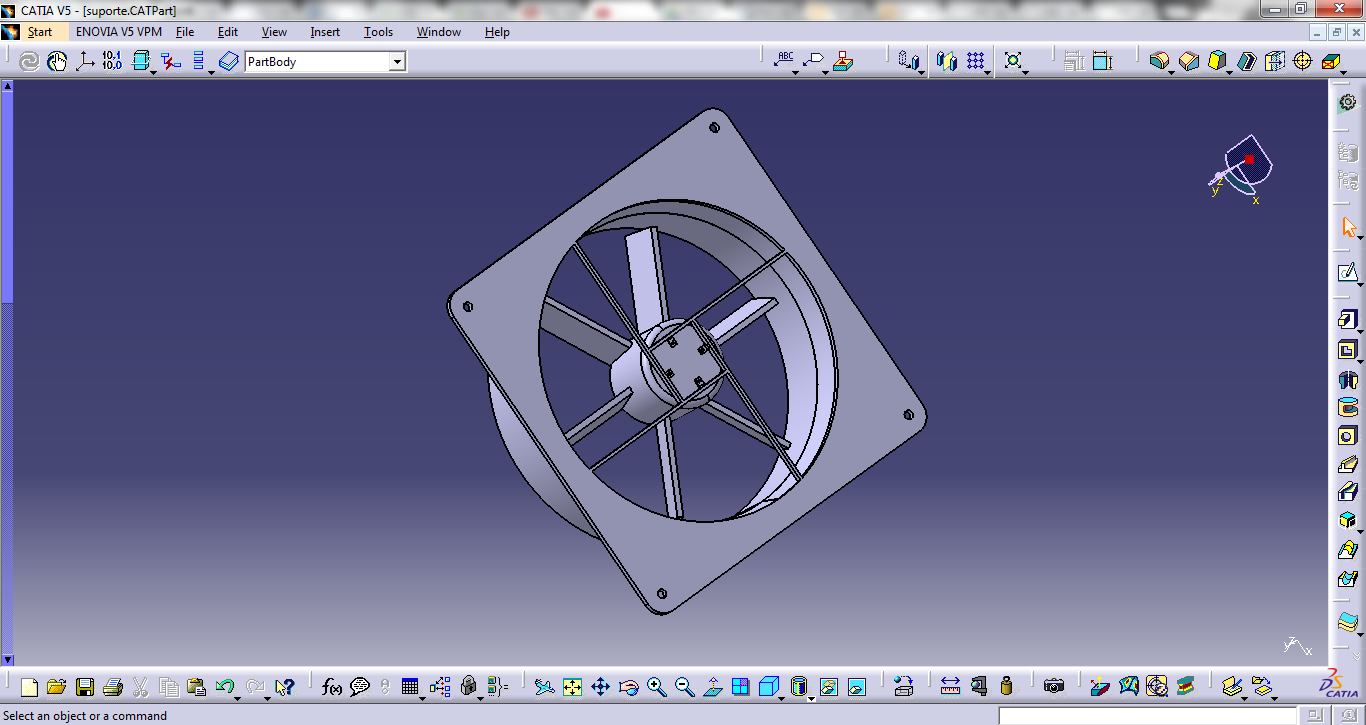 CATIA V5 - [suporte.CATPart]
Start ENOVIA V5 VPM File Edit View Insert Tools Window Help
10,1
10,0
PartBody
ABC
z
y
x
z
y x
f(x)
?
DS
CATIA
Select an object or a command